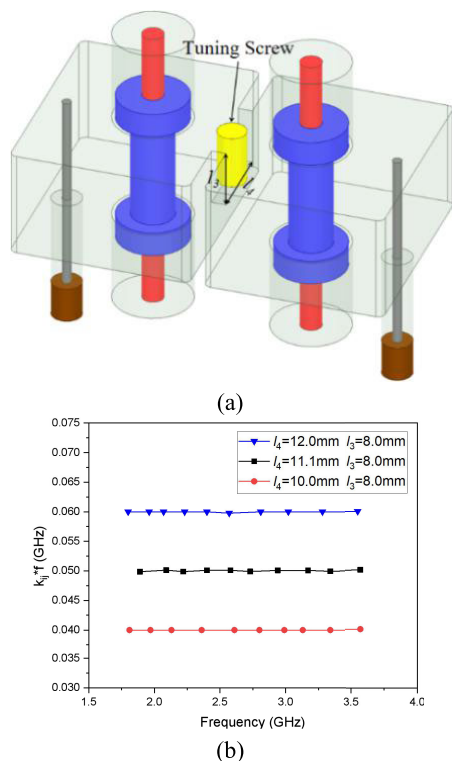 Tuning Screw
l3 l4
(a)
0.075
0.070
0.065
0.060
0.055
0.050
0.045
0.040
0.035
0.030
kij*f (GHz)
l4=12.0mm l3=8.0mm
l4=11.1mm l3=8.0mm
l4=10.0mm l3=8.0mm
1.5 2.0 2.5 3.0 3.5 4.0
Frequency (GHz)
(b)